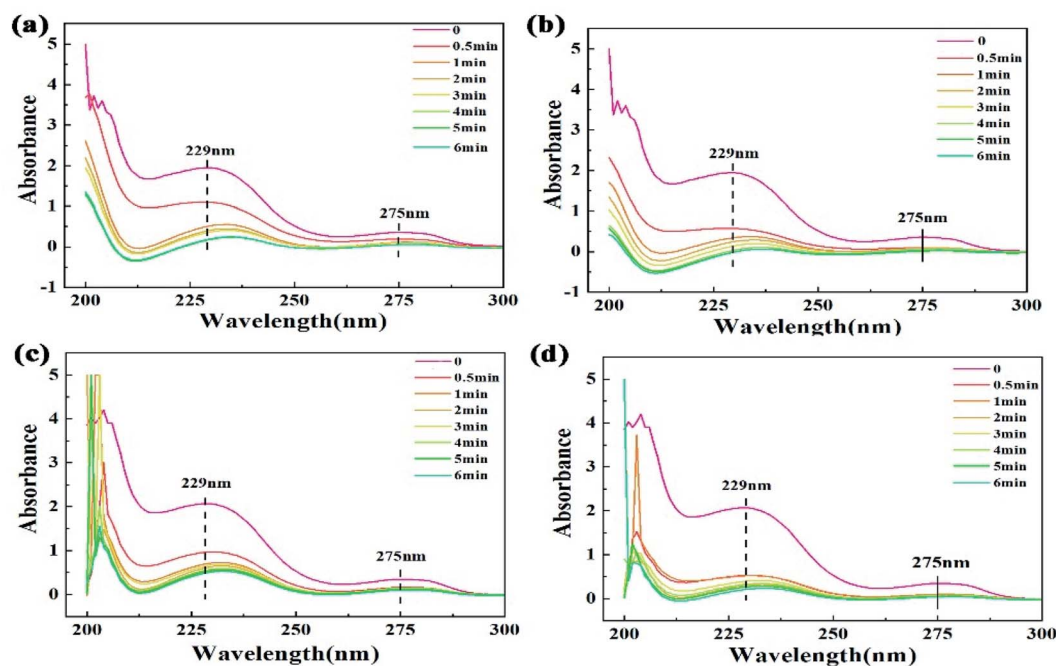 (a)
0
0.5min
1min
2min
3min
4min
5min
6min
229nm
275nm
5
4
3
2
1
0
-1
Absorbance
200 225 250 275 300
Wavelength(nm)
(b)
0
0.5min
1min
2min
3min
4min
5min
6min
229nm
275nm
5
4
3
2
1
0
-1
Absorbance
200 225 250 275 300
Wavelength(nm)
(c)
0
0.5min
1min
2min
3min
4min
5min
6min
229nm
275nm
5
4
3
2
1
0
Absorbance
200 225 250 275 300
Wavelength(nm)
(d)
0
0.5min
1min
2min
3min
4min
5min
6min
229nm
275nm
5
4
3
2
1
0
Absorbance
200 225 250 275 300
Wavelength(nm)